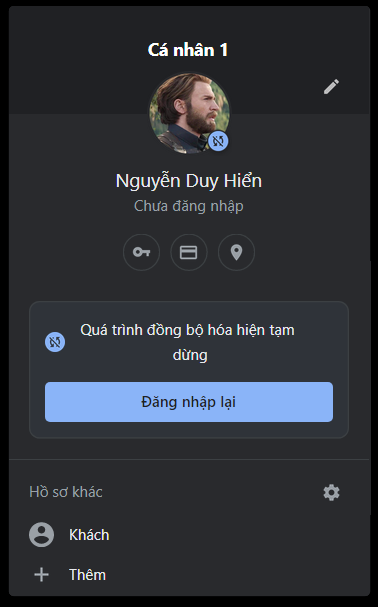 Cá nhân 1
Nguyễn Duy Hiển
Chưa đăng nhập
Quá trình đồng bộ hóa hiện tạm
dừng
Đăng nhập lại
Hồ sơ khác
Khách
Thêm